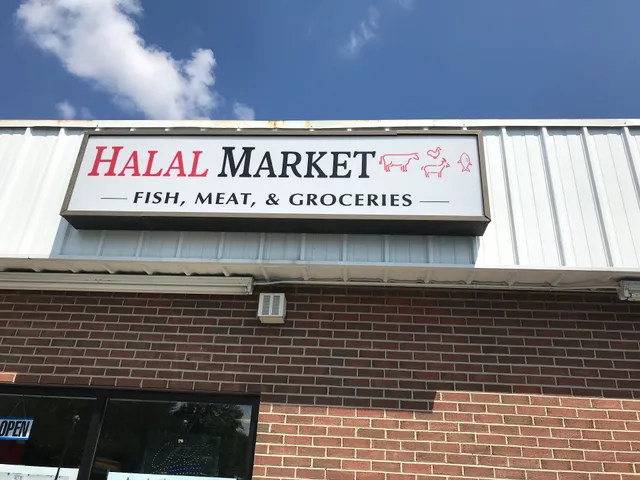 HALAL MARKET
— FISH, MEAT, & GROCERIES —
OPEN